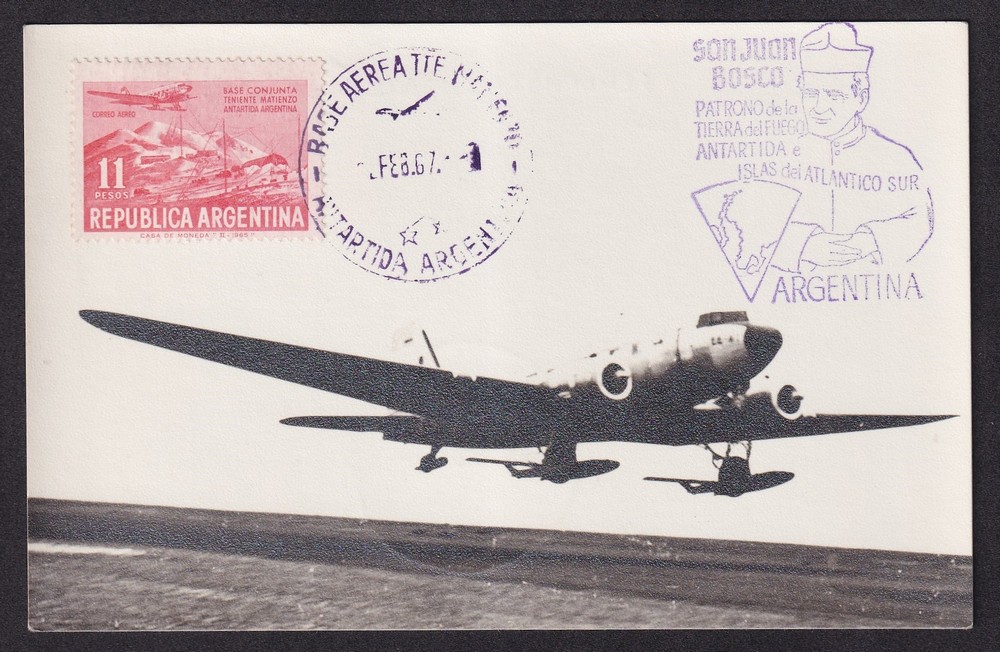 BASE CONJUNTA
TENIENTE MATIENZO
ANTARTIDA ARGENTINA
CORREO AEREO
11
PESOS
REPUBLICA ARGENTINA
CASA DE MONEDA
1965
BASE AEREA TTE.
FEB.67.
ANTARTIDA
San Juan
BOSCO
PATRONO de la
TIERRA del FUEGO
ANTARTIDA e
ISLAS del ATLANTICO SUR
ARGENTINA